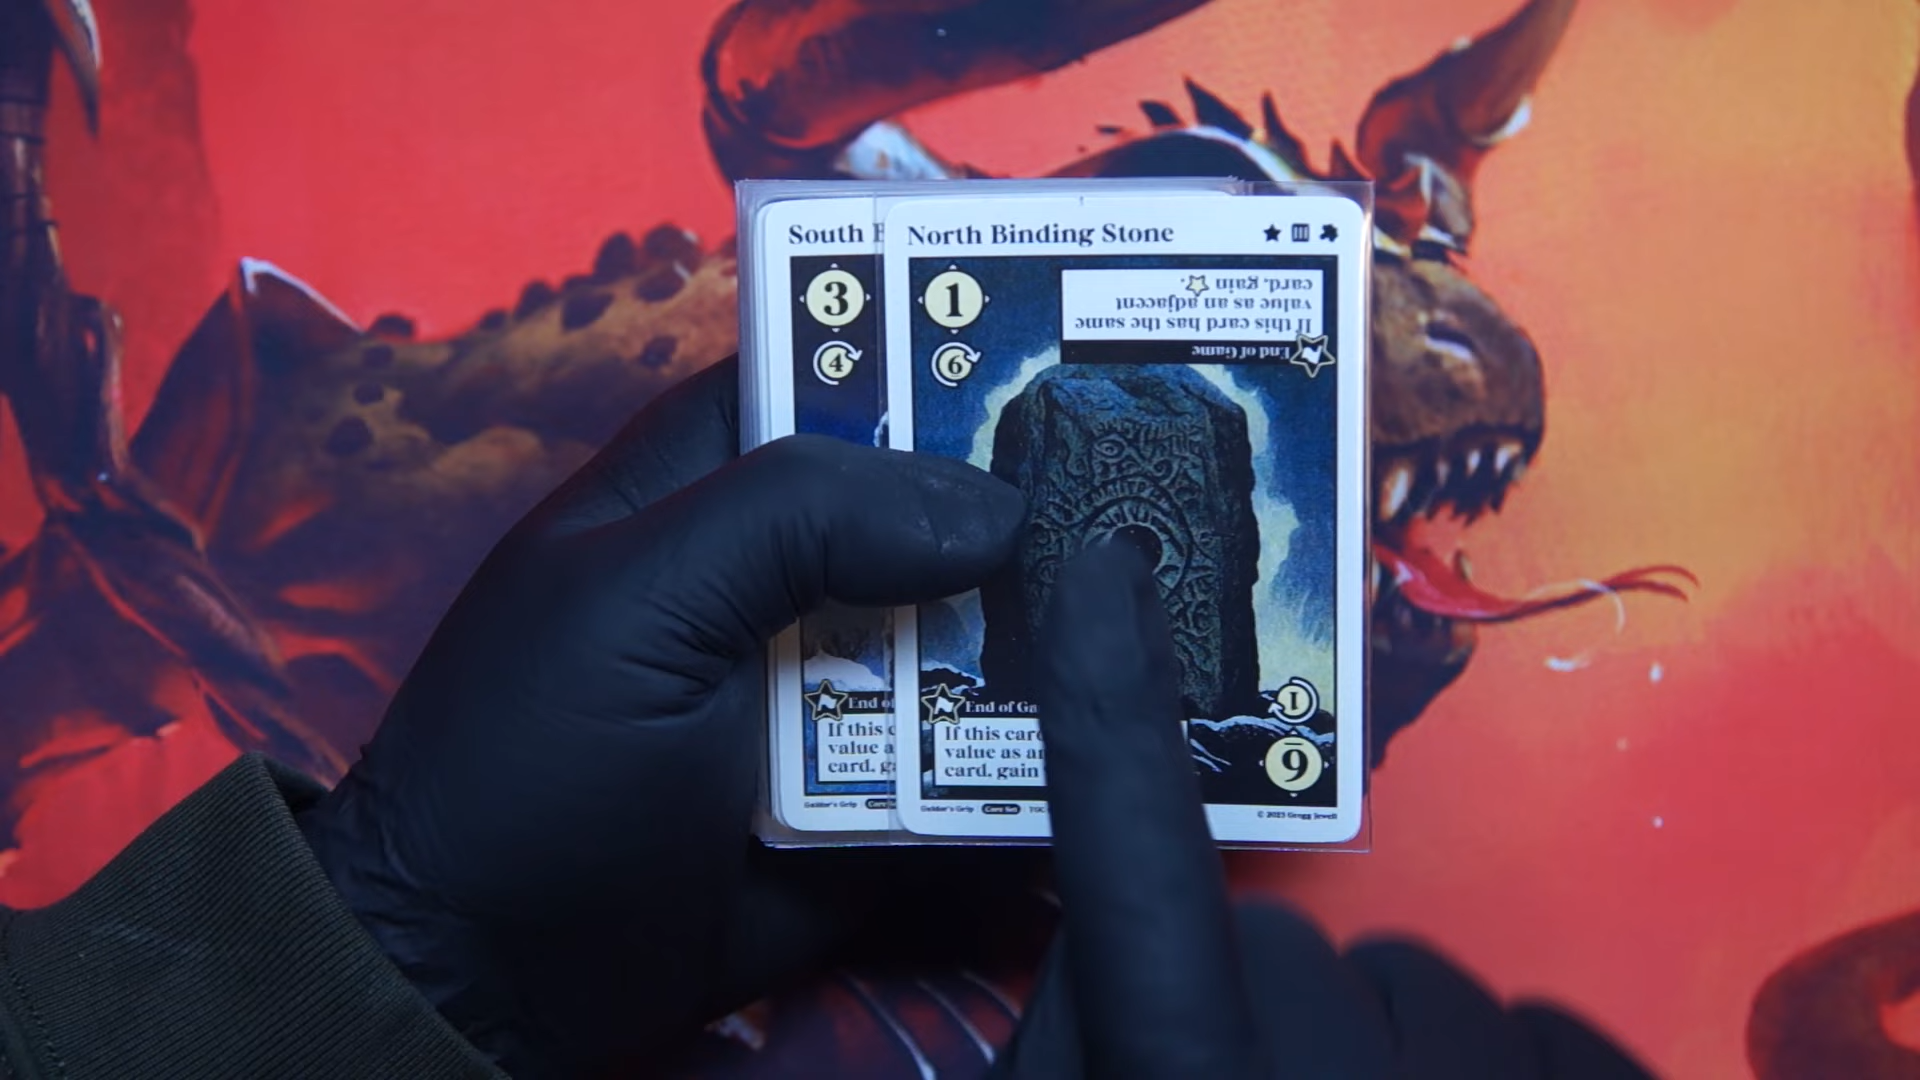 South
3
4
End
If this
value a
card, ga
Core
North Binding Stone
1
6
card, gain
value as an adjacent
If this card has the same
End of Game
End of Ga
If this card
value as an
card, gain
Core Set
1
6
© 2023 Gregg Jewell